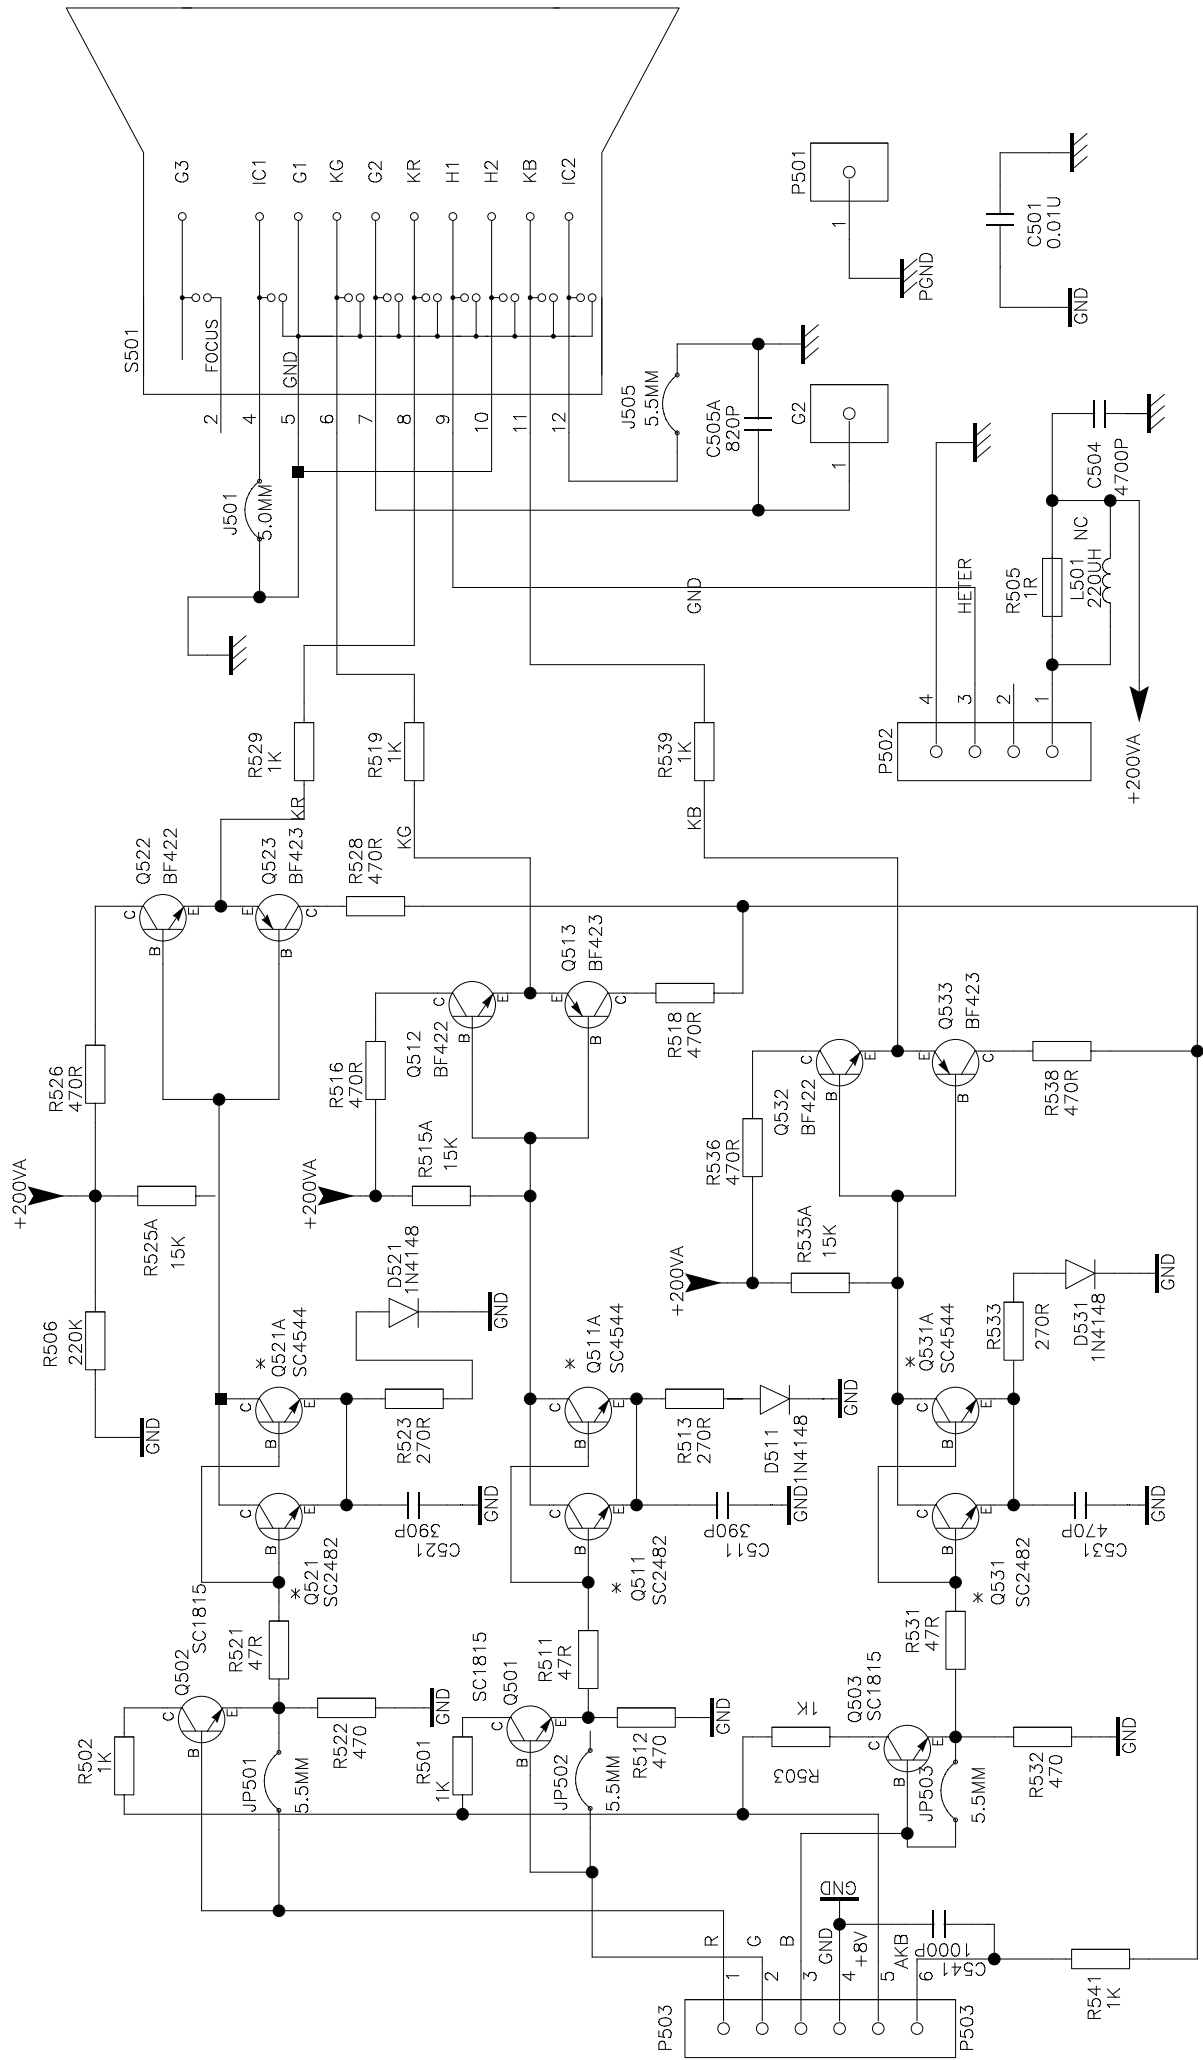 S501
G3
IC1
G1
KG
G2
KR
H1
H2
KB
IC2
FOCUS
GND
2
4
5
6
7
8
9
10
11
12
J501
5.0MM
J505
5.5MM
C505A
820P
G2
1
P501
1
PGND
C501
0.01U
GND
R529
1K
KR
R519
1K
KG
R539
1K
KB
GND
HETER
R505
1R
L501
220UH
NC
C504
4700P
P502
4
3
2
1
+200VA
Q522
BF422
C
B
E
Q523
BF423
E
B
C
R528
470R
R526
470R
+200VA
R525A
15K
R506
220K
GND
Q512
BF422
C
B
E
Q513
BF423
E
B
C
R518
470R
R516
470R
R515A
15K
+200VA
Q532
BF422
C
B
E
Q533
BF423
E
B
C
R538
470R
R536
470R
R535A
15K
+200VA
*
Q521A
SC4544
C
B
E
D521
1N4148
GND
R523
270R
*
Q521
SC2482
C
B
E
C521
390P
GND
*
Q511A
SC4544
C
B
E
R513
270R
D511
1N4148
GND
*
Q511
SC2482
C
B
E
C511
390P
GND
*
Q531A
SC4544
C
B
E
R533
270R
D531
1N4148
GND
*
Q531
SC2482
C
B
E
C531
470P
GND
SC1815
Q502
C
B
E
R521
47R
R502
1K
JP501
5.5MM
R522
470
GND
SC1815
Q501
C
B
E
R511
47R
R501
1K
JP502
5.5MM
R512
470
GND
Q503
SC1815
C
B
E
R531
47R
R503
1K
JP503
5.5MM
R532
470
GND
P503
R
G
B
GND
+8V
AKB
1
2
3
4
5
6
P503
GND
C541
1000P
R541
1K